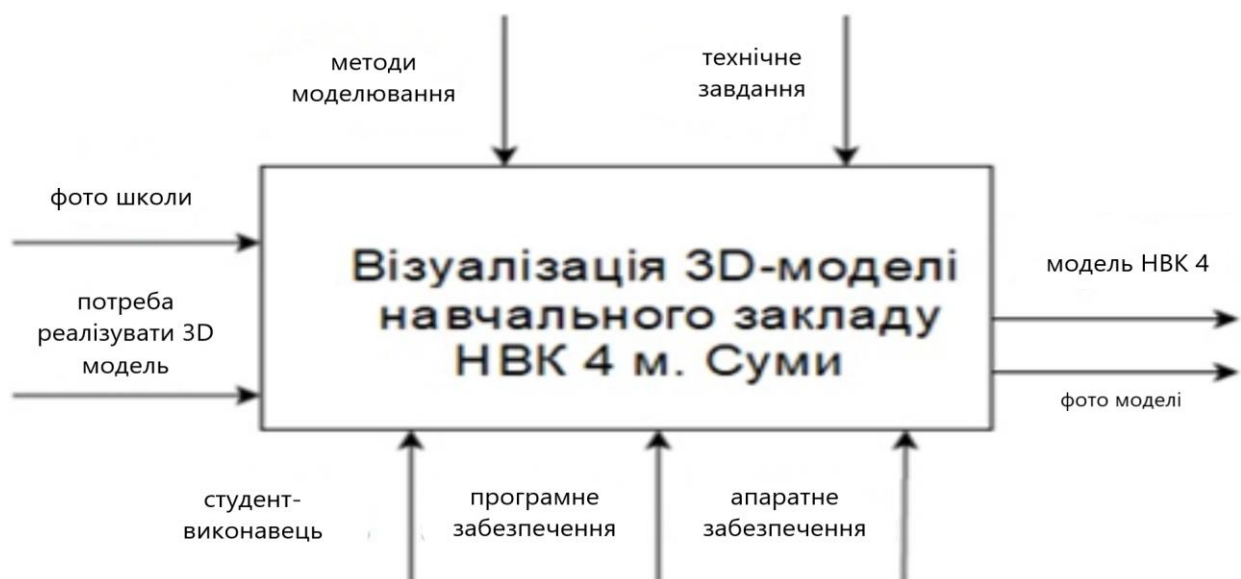 методи
моделювання
технічне
завдання
фото школи
потреба
реалізувати 3D
модель
Візуалізація 3D-моделі
навчального закладу
НВК 4 м. Суми
модель НВК 4
фото моделі
студент-
виконавець
програмне
забезпечення
апаратне
забезпечення